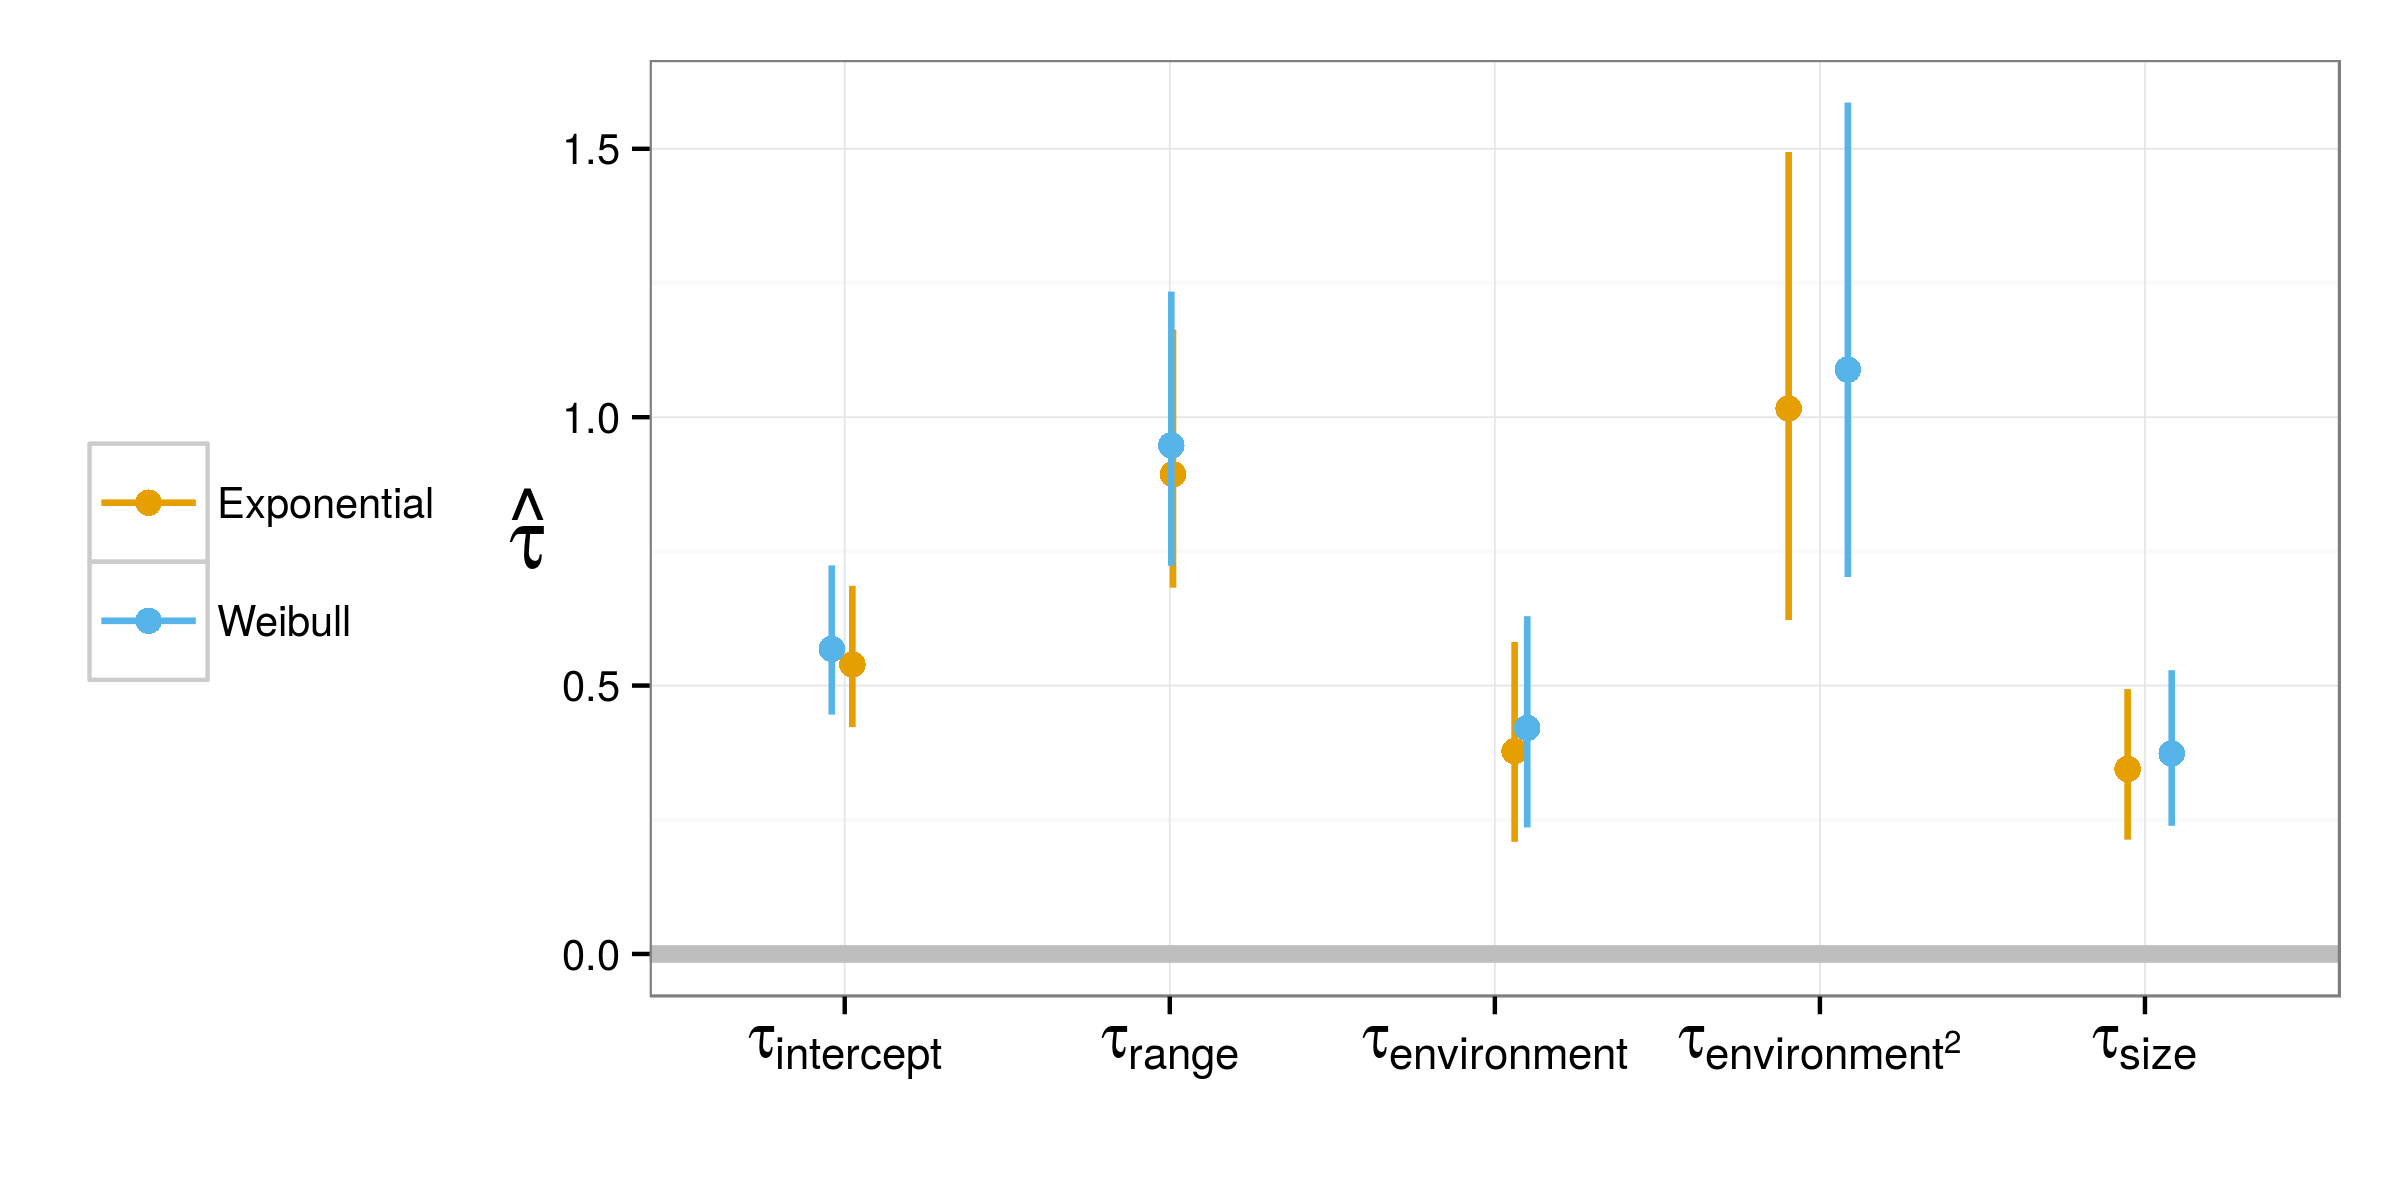 Exponential
Weibull
τ̂
1.5
1.0
0.5
0.0
τintercept
τrange
τenvironment
τenvironment²
τsize